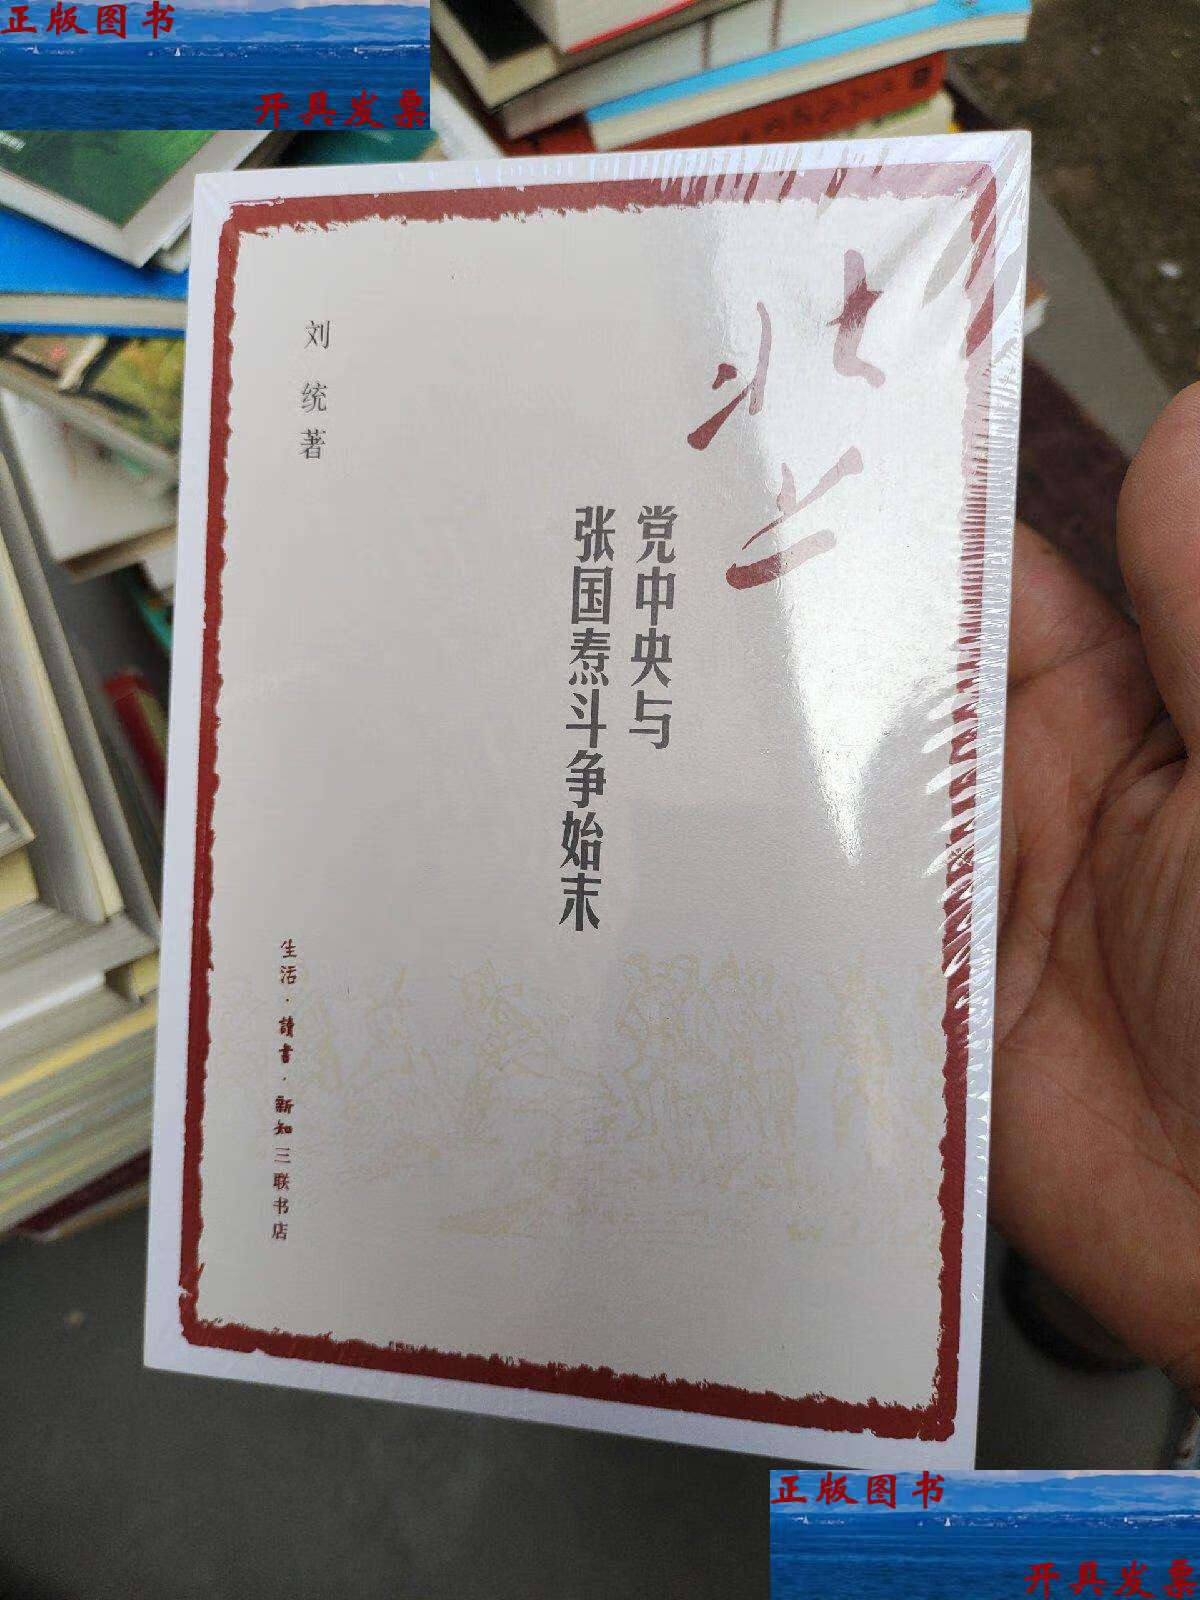 正版图书
开具发票
北上
党中央与
张国焘斗争始末
刘统著
生活·讀書·新知三联书店
正版图书
开具发票